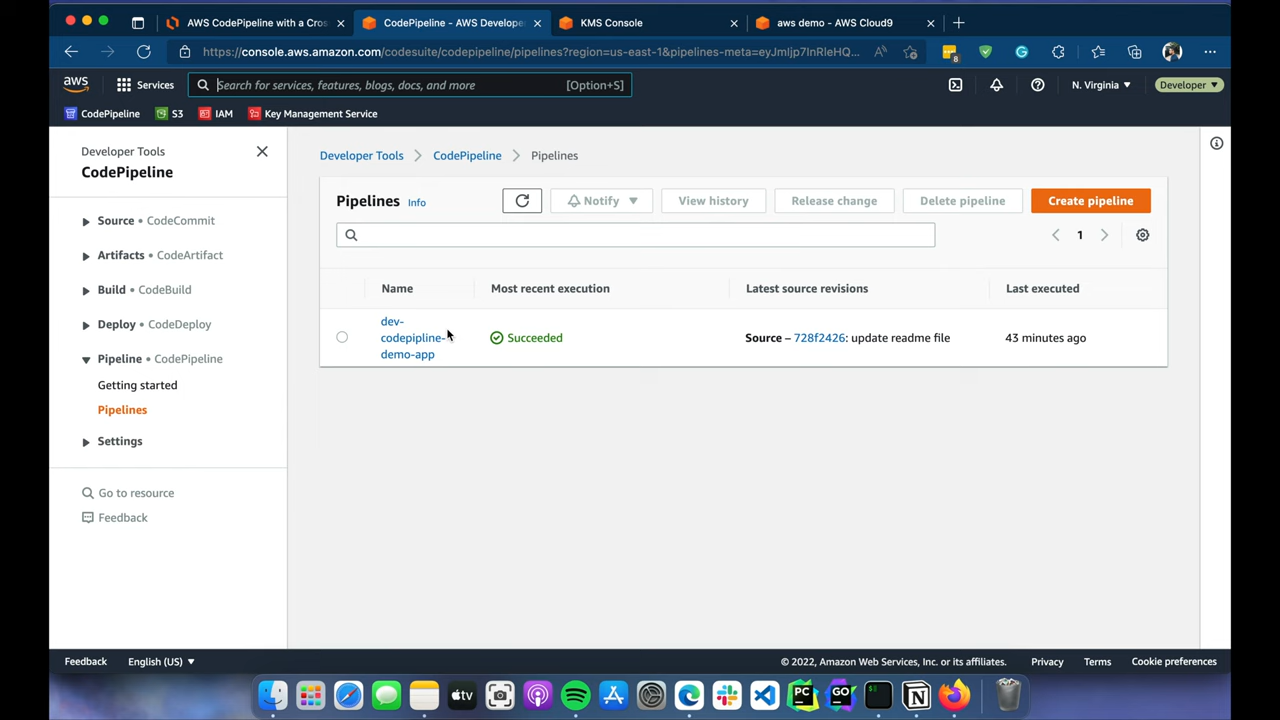 AWS CodePipeline with a Cros
CodePipeline - AWS Develope
KMS Console
aws demo - AWS Cloud9
https://console.aws.amazon.com/codesuite/codepipeline/pipelines?region=us-east-1&pipelines-meta=eyJmIjp7InRleHQ...
8
aws
Services
Search for services, features, blogs, docs, and more
[Option+S]
N. Virginia
Developer
CodePipeline
S3
IAM
Key Management Service
Developer Tools
CodePipeline
Source • CodeCommit
Artifacts • CodeArtifact
Build • CodeBuild
Deploy • CodeDeploy
Pipeline • CodePipeline
Getting started
Pipelines
Settings
Go to resource
Feedback
Developer Tools
CodePipeline
Pipelines
Pipelines Info
Notify
View history
Release change
Delete pipeline
Create pipeline
1
Name
Most recent execution
Latest source revisions
Last executed
dev-
codepipline-
demo-app
Succeeded
Source – 728f2426: update readme file
43 minutes ago
Feedback
English (US)
© 2022, Amazon Web Services, Inc. or its affiliates.
Privacy
Terms
Cookie preferences
tv
PC
GO